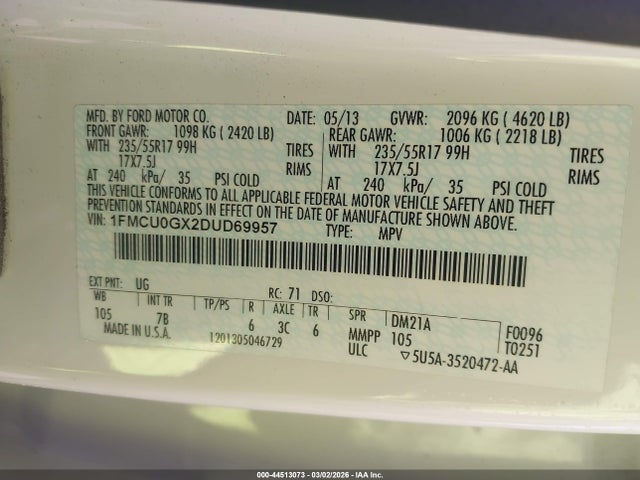 MFD. BY FORD MOTOR CO. DATE: 05/13 GVWR: 2096 KG ( 4620 LB)
FRONT GAWR: 1098 KG ( 2420 LB) REAR GAWR: 1006 KG ( 2218 LB)
WITH 235/55R17 99H TIRES WITH 235/55R17 99H TIRES
17X7.5J RIMS 17X7.5J RIMS
AT 240 kPa/ 35 PSI COLD AT 240 kPa/ 35 PSI COLD
THIS VEHICLE CONFORMS TO ALL APPLICABLE FEDERAL MOTOR VEHICLE SAFETY AND THEFT
PREVENTION STANDARDS IN EFFECT ON THE DATE OF MANUFACTURE SHOWN ABOVE.
VIN: 1FMCU0GX2DUD69957 TYPE: MPV
EXT PNT: UG RC: 71 DSO:
WB INT TR TP/PS R AXLE TR SPR DM21A F0096
105 7B 6 3C 6 MMPP 105 T0251
MADE IN U.S.A. 1201305046729 ULC ▽5U5A-3520472-AA
000-44513073 - 03/02/2026 - IAA Inc.